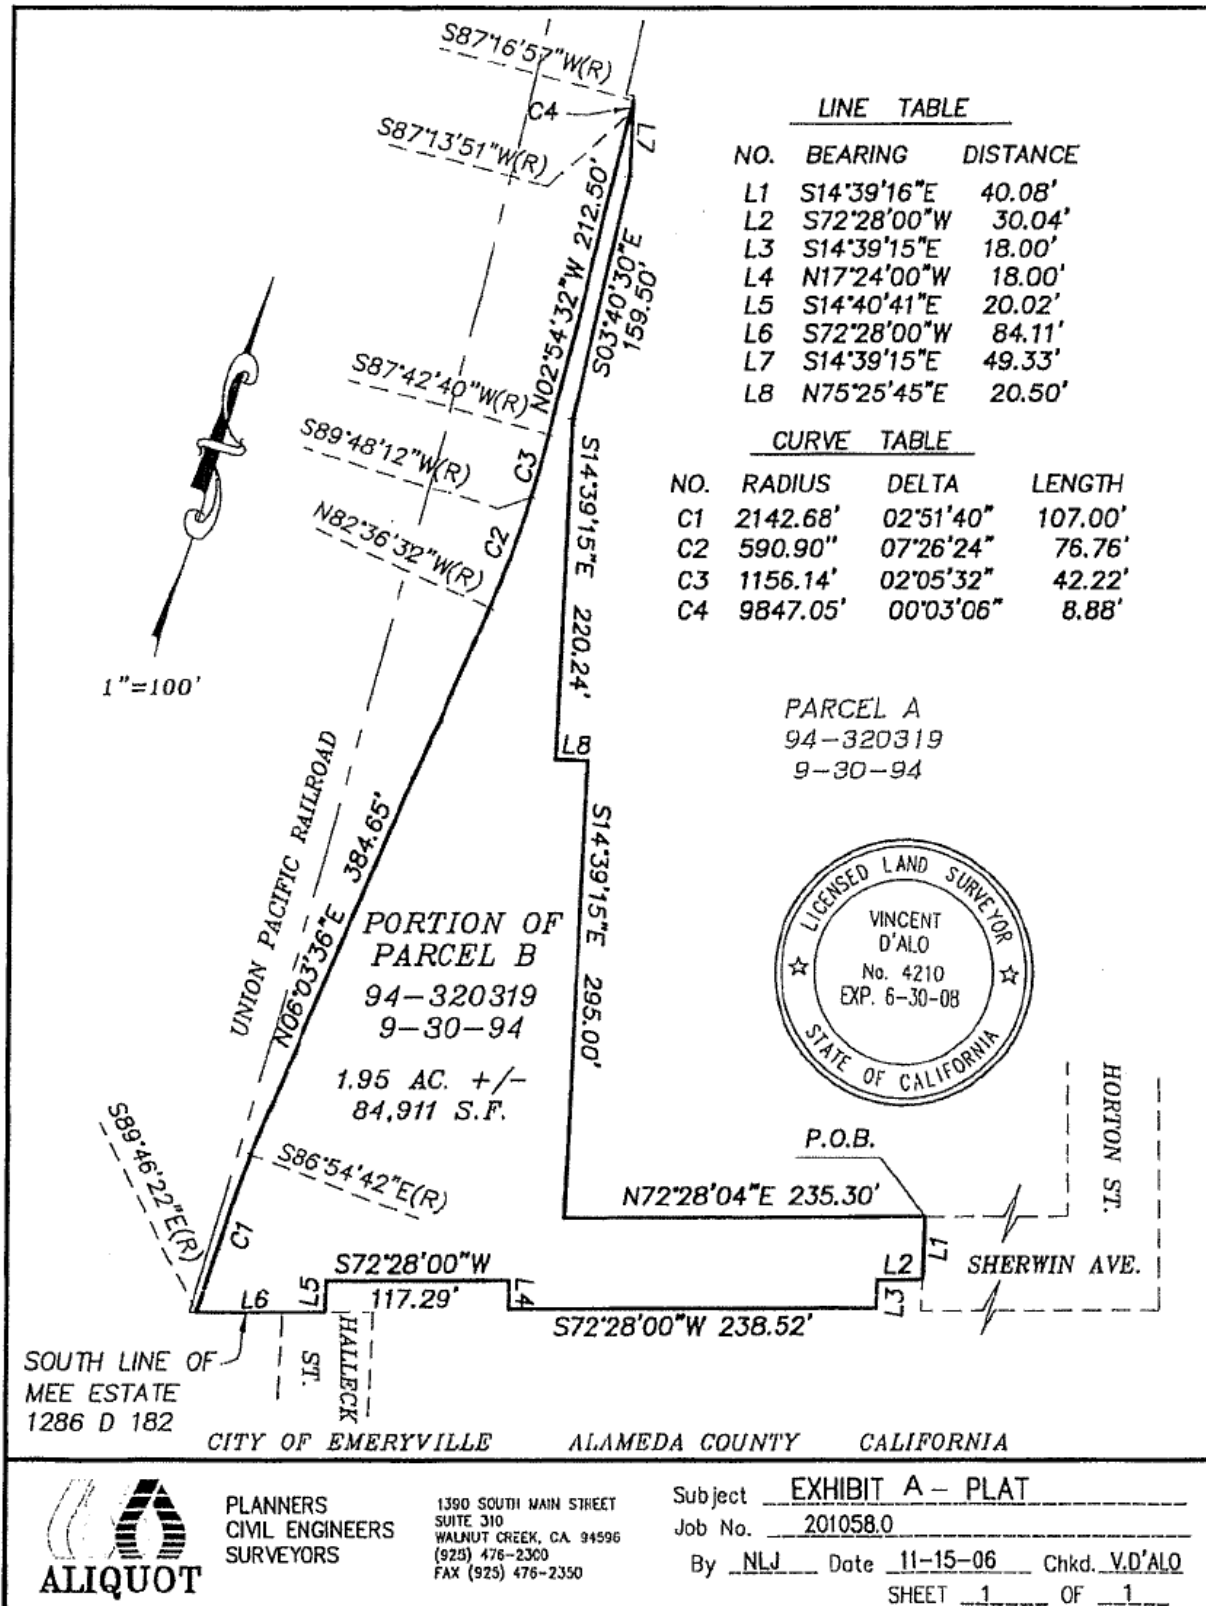 S87°16'57"W(R)
C4
S87°13'51"W(R)
L7
N02°54'32"W 212.50'
S03°40'30"E
159.50'
S87°42'40"W(R)
S89°48'12"W(R)
C3
N82°36'32"W(R)
C2
1"=100'
S14°39'15"E 220.24'
L8
LINE TABLE
NO. BEARING DISTANCE
L1 S14°39'16"E 40.08'
L2 S72°28'00"W 30.04'
L3 S14°39'15"E 18.00'
L4 N17°24'00"W 18.00'
L5 S14°40'41"E 20.02'
L6 S72°28'00"W 84.11'
L7 S14°39'15"E 49.33'
L8 N75°25'45"E 20.50'
CURVE TABLE
NO. RADIUS DELTA LENGTH
C1 2142.68' 02°51'40" 107.00'
C2 590.90" 07°26'24" 76.76'
C3 1156.14' 02°05'32" 42.22'
C4 9847.05' 00°03'06" 8.88'
PARCEL A
94-320319
9-30-94
UNION PACIFIC RAILROAD
N06°03'36"E 384.65'
S14°39'15"E 295.00'
PORTION OF
PARCEL B
94-320319
9-30-94
1.95 AC. +/-
84,911 S.F.
LICENSED LAND SURVEYOR
VINCENT
D'ALO
No. 4210
EXP. 6-30-08
STATE OF CALIFORNIA
HORTON ST.
P.O.B.
S89°46'22"E(R)
S86°54'42"E(R)
C1
N72°28'04"E 235.30'
L1
SHERWIN AVE.
L2
L3
S72°28'00"W
117.29'
L4
L5
L6
S72°28'00"W 238.52'
HALLECK
ST.
SOUTH LINE OF
MEE ESTATE
1286 D 182
CITY OF EMERYVILLE ALAMEDA COUNTY CALIFORNIA
ALIQUOT
PLANNERS
CIVIL ENGINEERS
SURVEYORS
1390 SOUTH MAIN STREET
SUITE 310
WALNUT CREEK, CA. 94596
(925) 476-2300
FAX (925) 476-2350
Subject EXHIBIT A - PLAT
Job No. 201058.0
By NLJ Date 11-15-06 Chkd. V.D'ALO
SHEET 1 OF 1